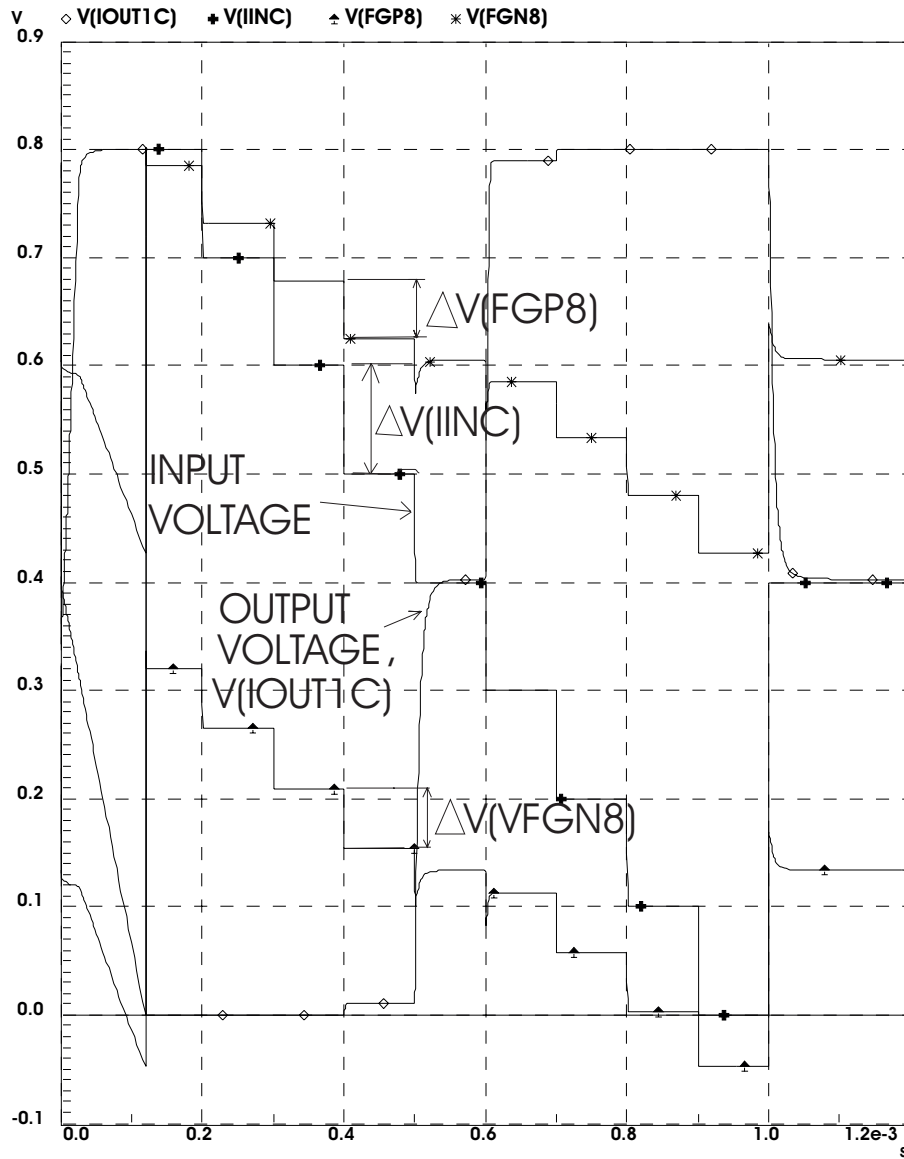 V V(IOUT1C) V(IINC) V(FGP8) V(FGN8)
0.9
0.8
0.7
0.6
0.5
0.4
0.3
0.2
0.1
0.0
-0.1
△V(FGP8)
△V(IINC)
INPUT
VOLTAGE
OUTPUT
VOLTAGE,
V(IOUT1C)
△V(VFGN8)
0.0 0.2 0.4 0.6 0.8 1.0 1.2e-3
s